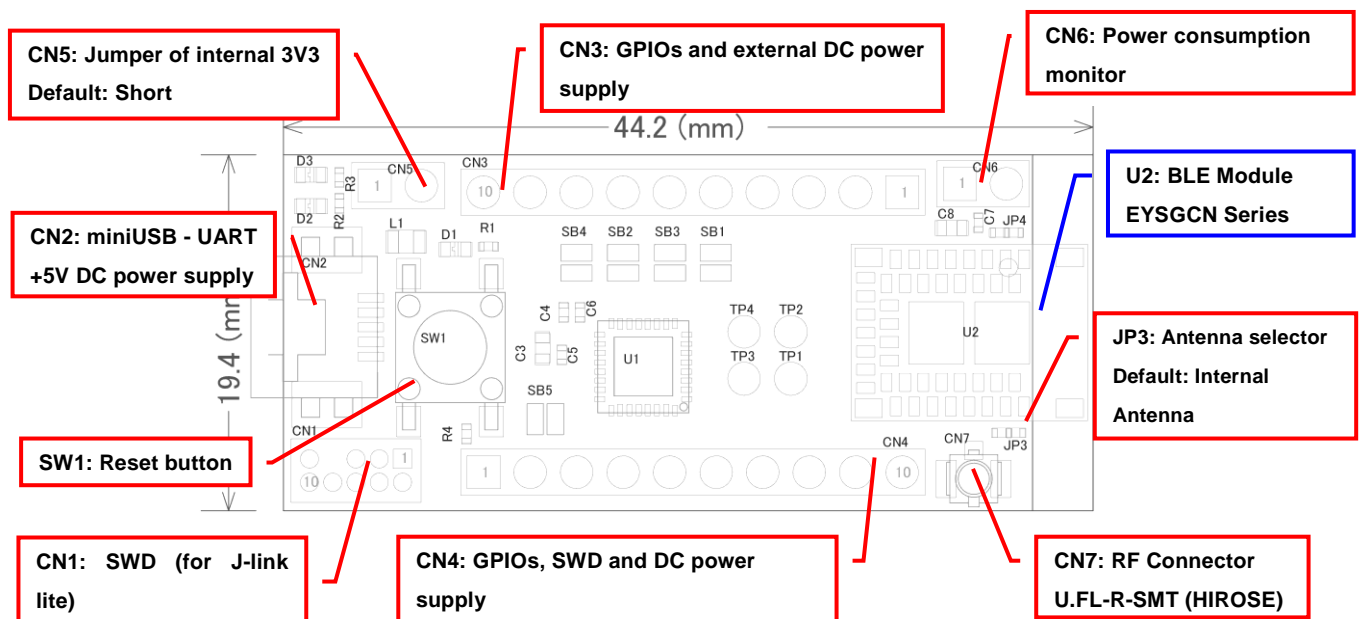 CN5: Jumper of internal 3V3
Default: Short
CN3: GPIOs and external DC power
supply
CN6: Power consumption
monitor
44.2 (mm)
D3
R3
CN5
1
CN3
10
1
CN6
1
U2: BLE Module
EYSGCN Series
D2
R2
L1
D1
R1
SB4
SB2
SB3
SB1
C8
C7
JP4
CN2: miniUSB - UART
+5V DC power supply
CN2
19.4 (mm
SW1
C4
C6
C3
C5
U1
TP4
TP2
TP3
TP1
U2
JP3: Antenna selector
Default: Internal
Antenna
SB5
CN1
1
10
R4
1
CN4
10
CN7
JP3
SW1: Reset button
CN1: SWD (for J-link
lite)
CN4: GPIOs, SWD and DC power
supply
CN7: RF Connector
U.FL-R-SMT (HIROSE)